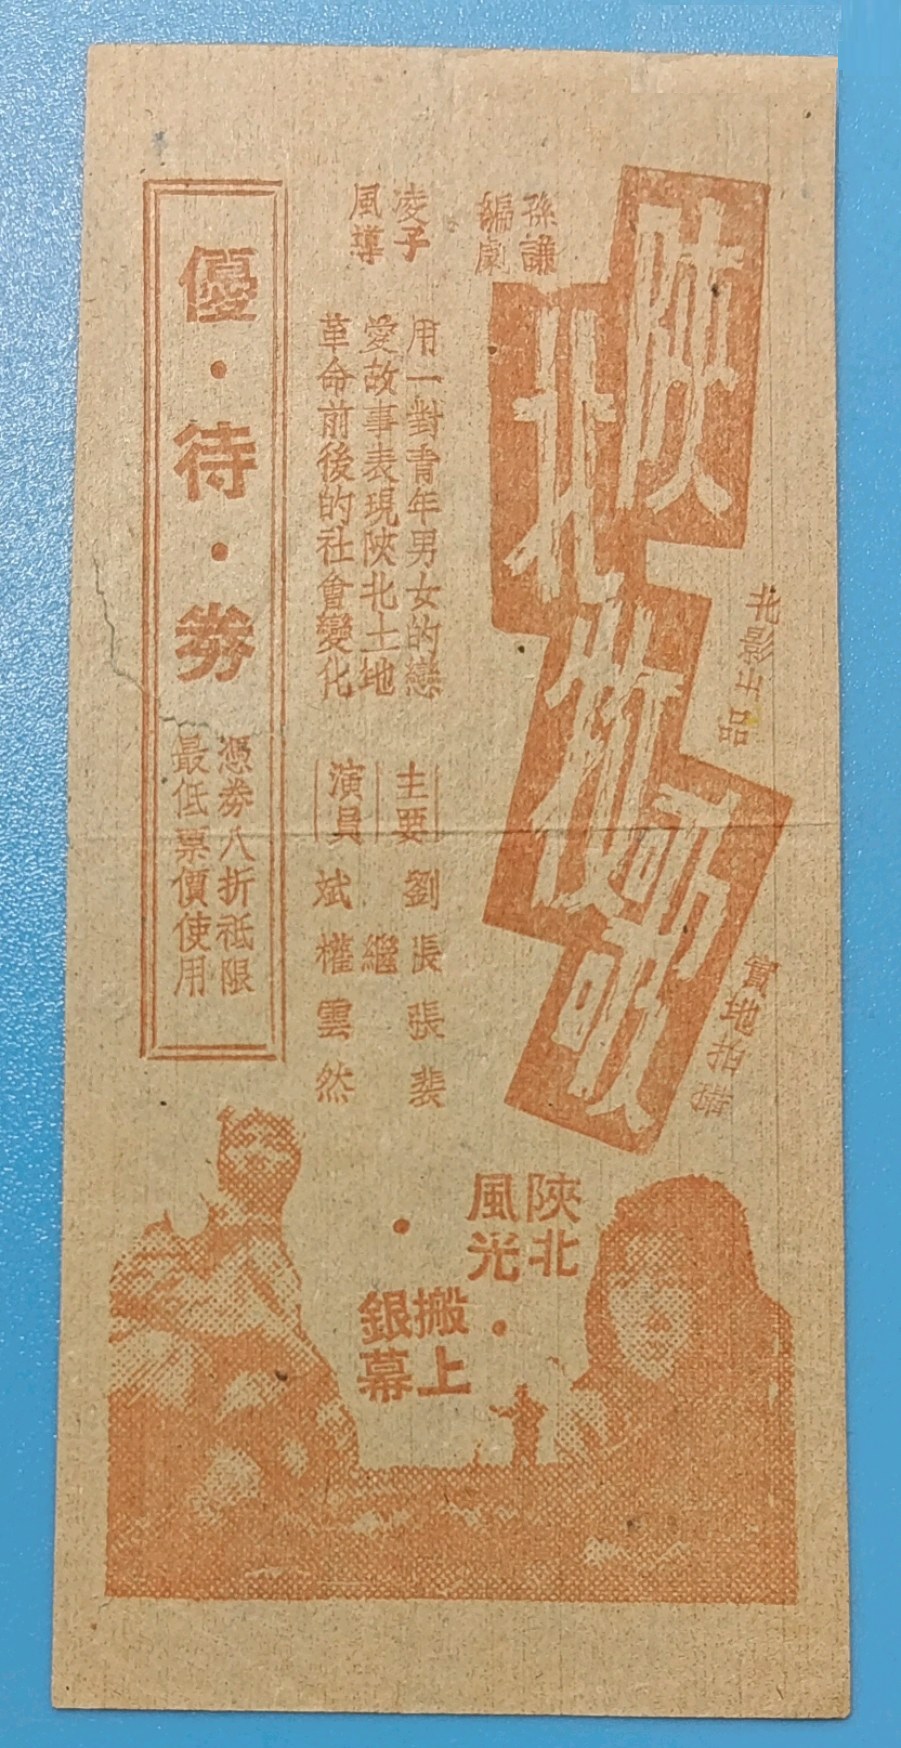 陝北牧歌
北影出品
實地拍攝
孫謙
編劇
凌子
風導
用一對青年男女的戀
愛故事表現陝北土地
革命前後的社會變化
主要
演員
劉斌
張繼權
張雲
裴然
優·待·券
憑券八折祗限
最低票價使用
陝北
風光·
搬上
·銀幕